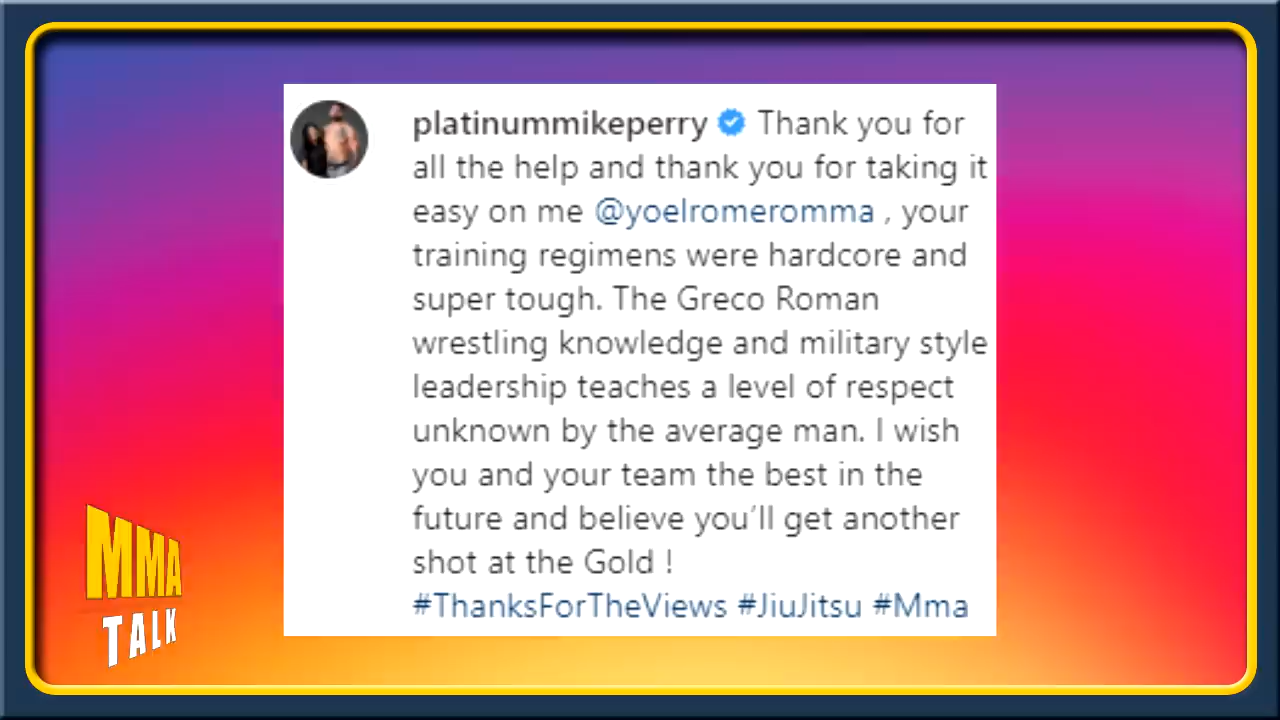 platinummikeperry Thank you for
all the help and thank you for taking it
easy on me @yoelromeromma , your
training regimens were hardcore and
super tough. The Greco Roman
wrestling knowledge and military style
leadership teaches a level of respect
unknown by the average man. I wish
you and your team the best in the
future and believe you'll get another
shot at the Gold !
#ThanksForTheViews #JiuJitsu #Mma
MMA
TALK